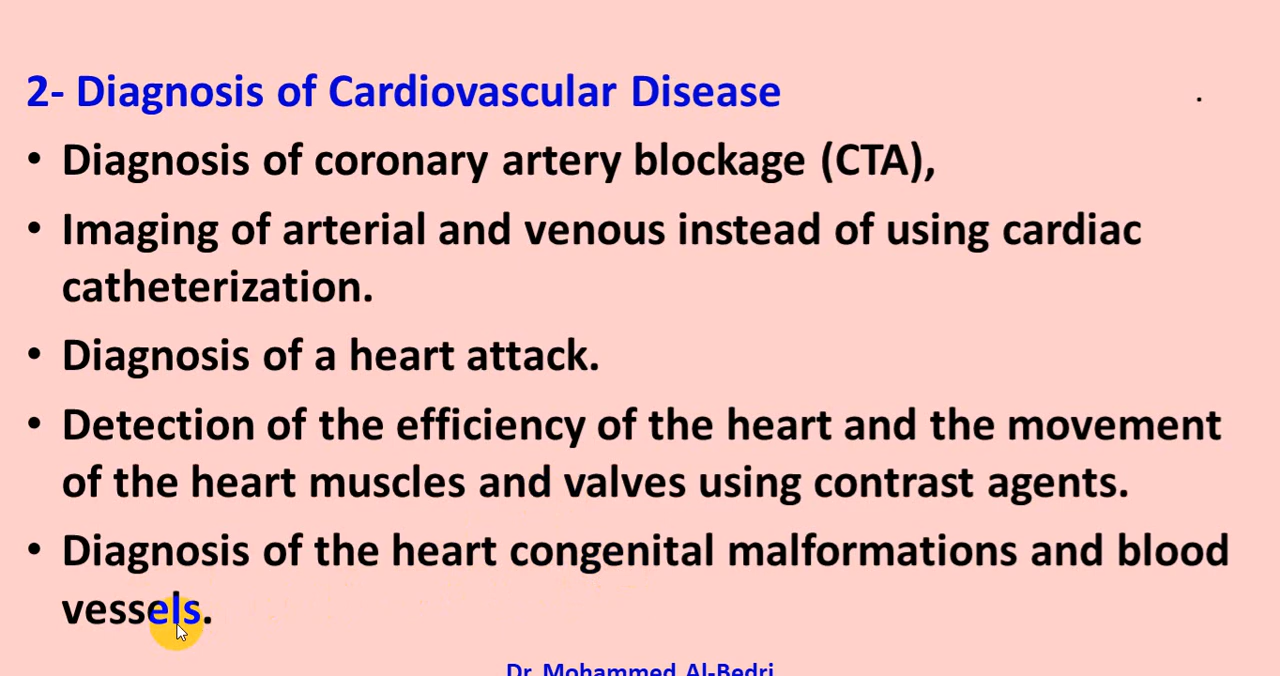 2- Diagnosis of Cardiovascular Disease
.
• Diagnosis of coronary artery blockage (CTA),
• Imaging of arterial and venous instead of using cardiac
catheterization.
• Diagnosis of a heart attack.
• Detection of the efficiency of the heart and the movement
of the heart muscles and valves using contrast agents.
• Diagnosis of the heart congenital malformations and blood
vessels.
Dr. Mohammed Al-Bedri